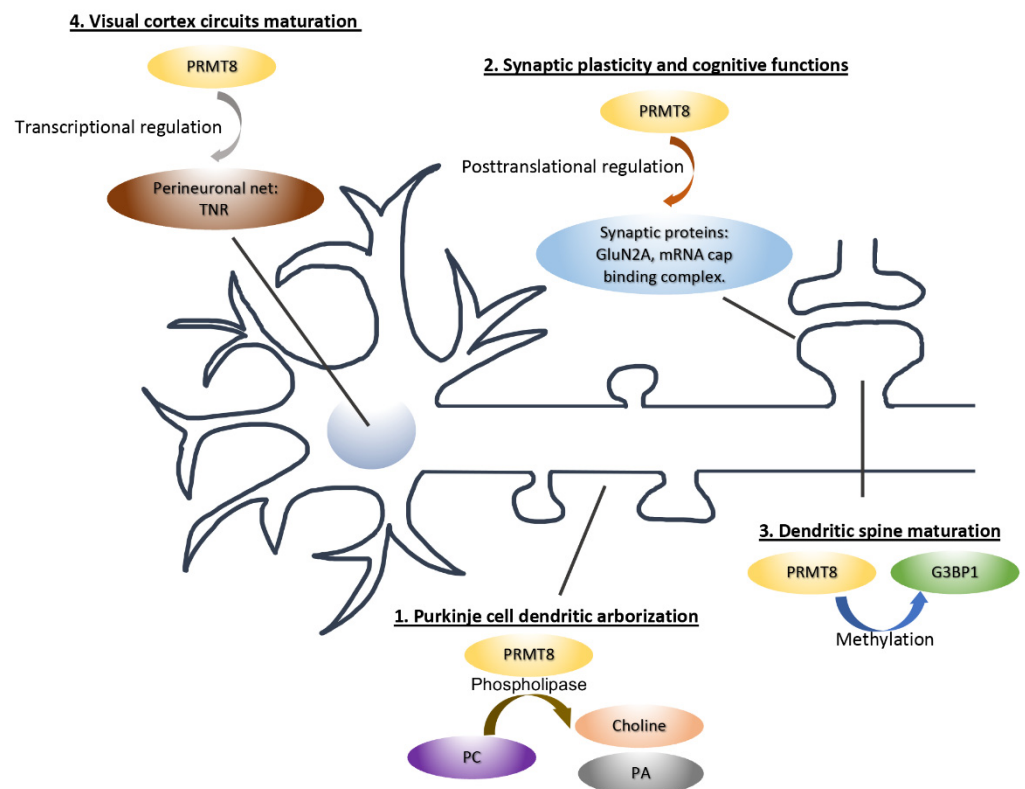 4. Visual cortex circuits maturation
PRMT8
Transcriptional regulation
Perineuronal net:
TNR
2. Synaptic plasticity and cognitive functions
PRMT8
Posttranslational regulation
Synaptic proteins:
GluN2A, mRNA cap
binding complex.
3. Dendritic spine maturation
PRMT8
G3BP1
Methylation
1. Purkinje cell dendritic arborization
PRMT8
Phospholipase
PC
Choline
PA